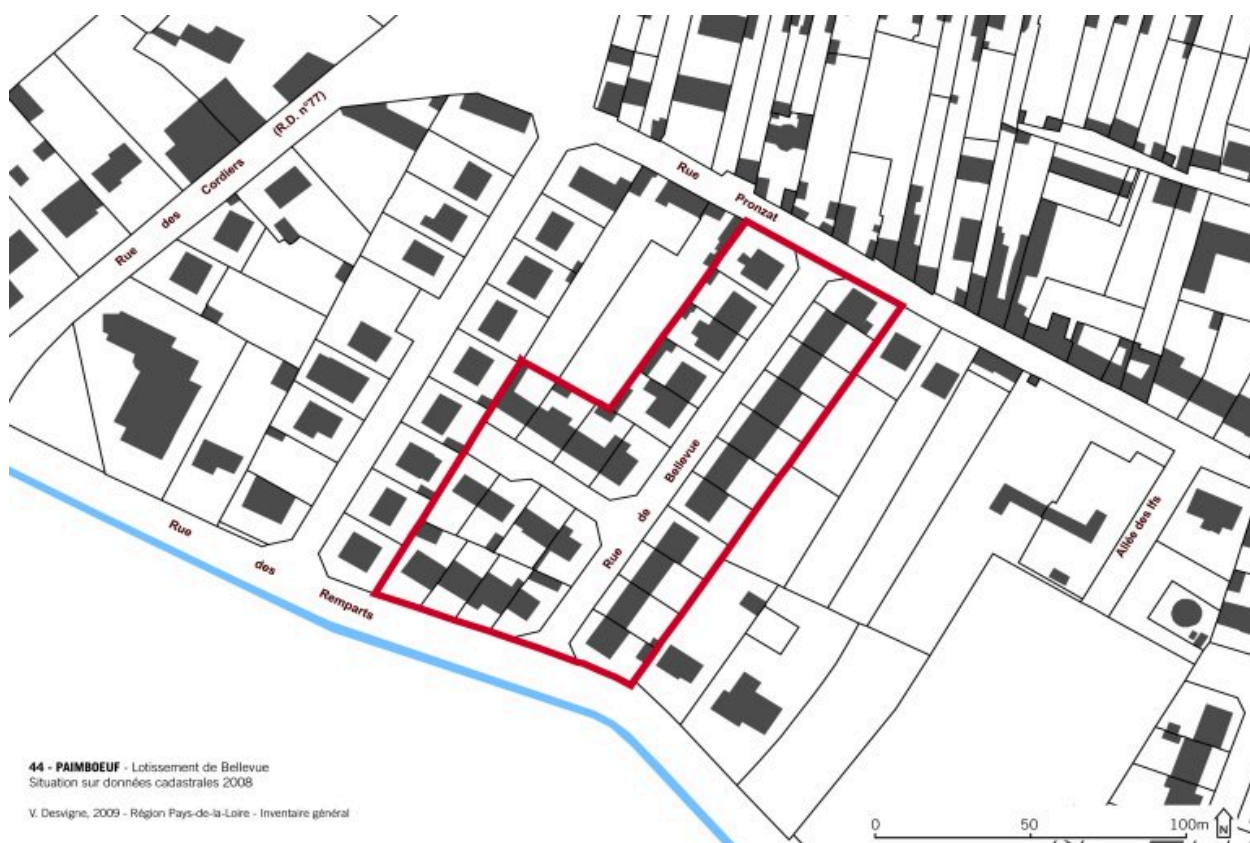 Rue des Cordiers (R.D. n°77)
Rue Pronzat
Rue de Bellevue
Allée des Ifs
Rue des Remparts
44 - PAIMBOEUF - Lotissement de Bellevue
Situation sur données cadastrales 2008
V. Desvigne, 2009 - Région Pays-de-la-Loire - Inventaire général
0 50 100m N